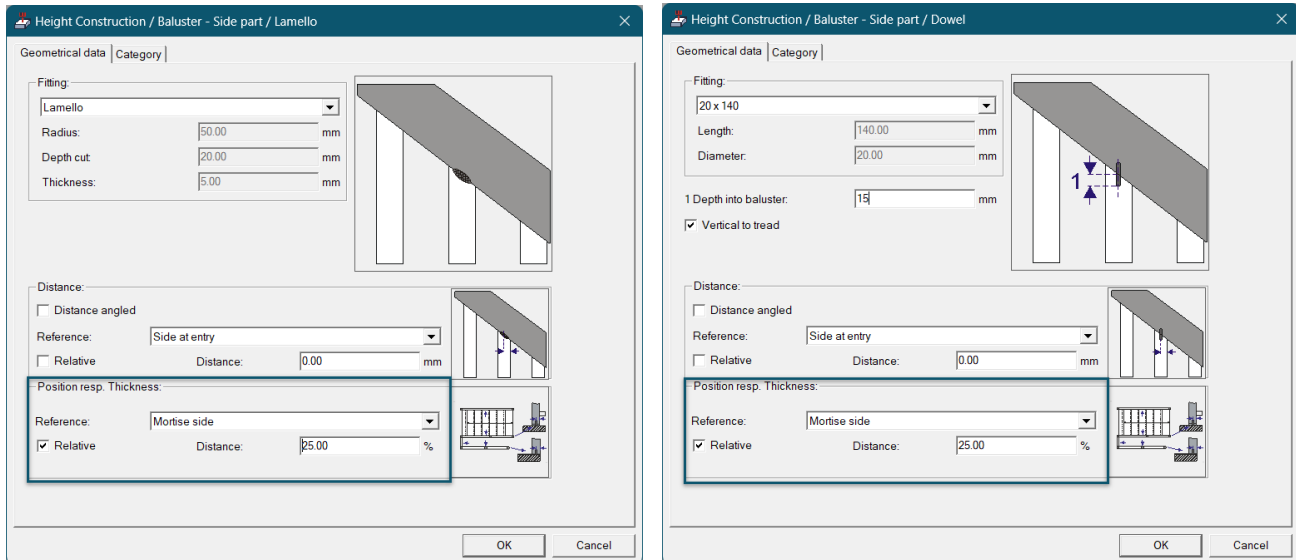 Height Construction / Baluster - Side part / Lamello
Geometrical data Category
Fitting:
Lamello
Radius: 50.00 mm
Depth cut: 20.00 mm
Thickness: 5.00 mm
Distance:
Distance angled
Reference: Side at entry
Relative Distance: 0.00 mm
Position resp. Thickness:
Reference: Mortise side
Relative Distance: 25.00 %
OK Cancel
Height Construction / Baluster - Side part / Dowel
Geometrical data Category
Fitting:
20 x 140
Length: 140.00 mm
Diameter: 20.00 mm
1 Depth into baluster: 15 mm
Vertical to tread
1
Distance:
Distance angled
Reference: Side at entry
Relative Distance: 0.00 mm
Position resp. Thickness:
Reference: Mortise side
Relative Distance: 25.00 %
OK Cancel